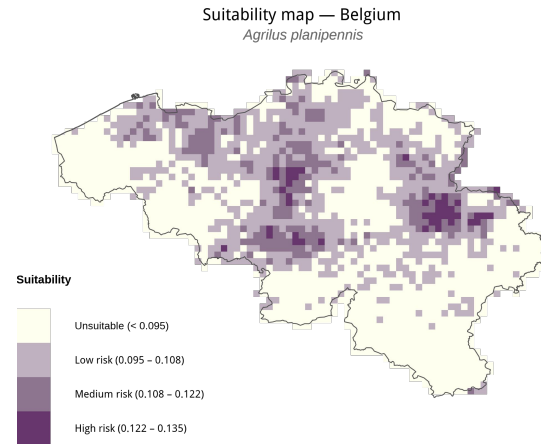 Suitability map — Belgium
Agrilus planipennis
Suitability
Unsuitable (< 0.095)
Low risk (0.095 – 0.108)
Medium risk (0.108 – 0.122)
High risk (0.122 – 0.135)